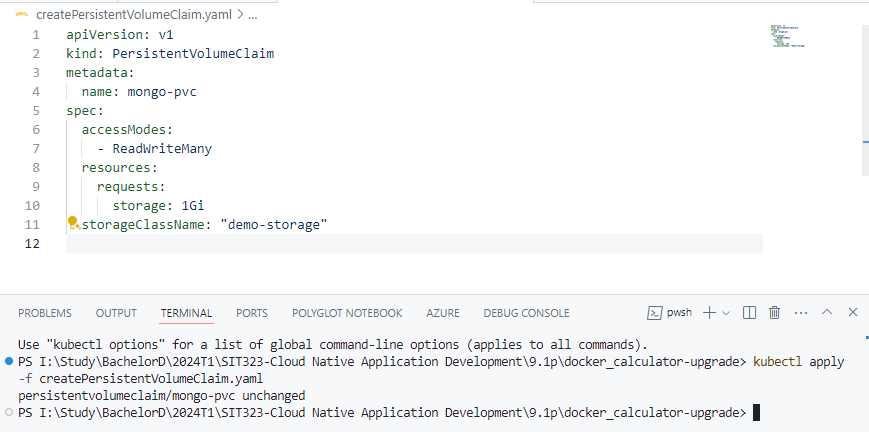 createPersistentVolumeClaim.yaml > ...
1 apiVersion: v1
2 kind: PersistentVolumeClaim
3 metadata:
4 name: mongo-pvc
5 spec:
6 accessModes:
7 - ReadWriteMany
8 resources:
9 requests:
10 storage: 1Gi
11 storageClassName: "demo-storage"
12
PROBLEMS OUTPUT TERMINAL PORTS POLYGLOT NOTEBOOK AZURE DEBUG CONSOLE pwsh
Use "kubectl options" for a list of global command-line options (applies to all commands).
PS I:\Study\BachelorD\2024T1\SIT323-Cloud Native Application Development\9.1p\docker_calculator-upgrade> kubectl apply
-f createPersistentVolumeClaim.yaml
persistentvolumeclaim/mongo-pvc unchanged
PS I:\Study\BachelorD\2024T1\SIT323-Cloud Native Application Development\9.1p\docker_calculator-upgrade>